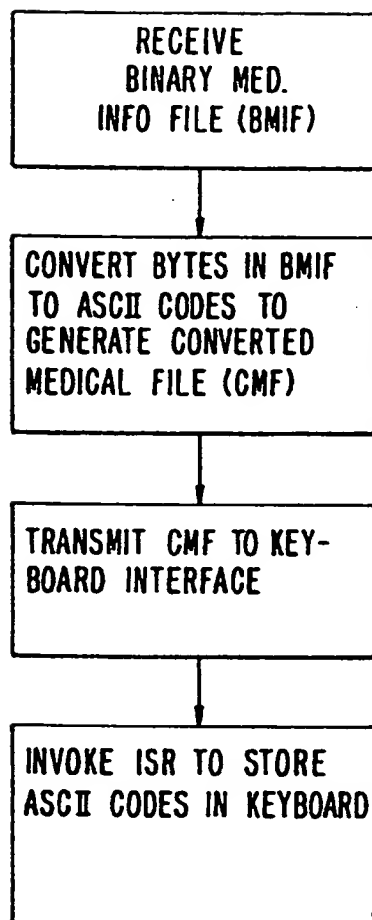 RECEIVE
BINARY MED.
INFO FILE (BMIF)
CONVERT BYTES IN BMIF
TO ASCII CODES TO
GENERATE CONVERTED
MEDICAL FILE (CMF)
TRANSMIT CMF TO KEY-
BOARD INTERFACE
INVOKE ISR TO STORE
ASCII CODES IN KEYBOARD